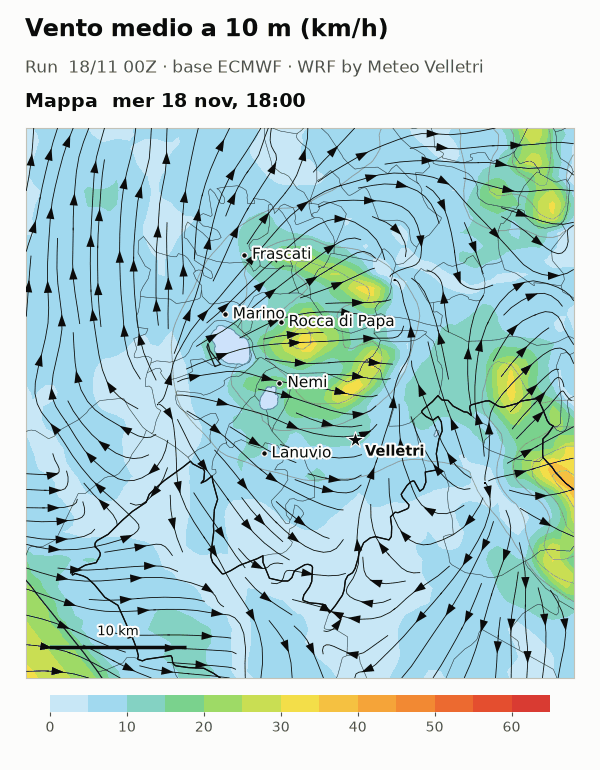 Vento medio a 10 m (km/h)
Run  18/11 00Z · base ECMWF · WRF by Meteo Velletri
Mappa  mer 18 nov, 18:00
Frascati
Marino
Rocca di Papa
Nemi
Velletri
Lanuvio
10 km
0 10 20 30 40 50 60